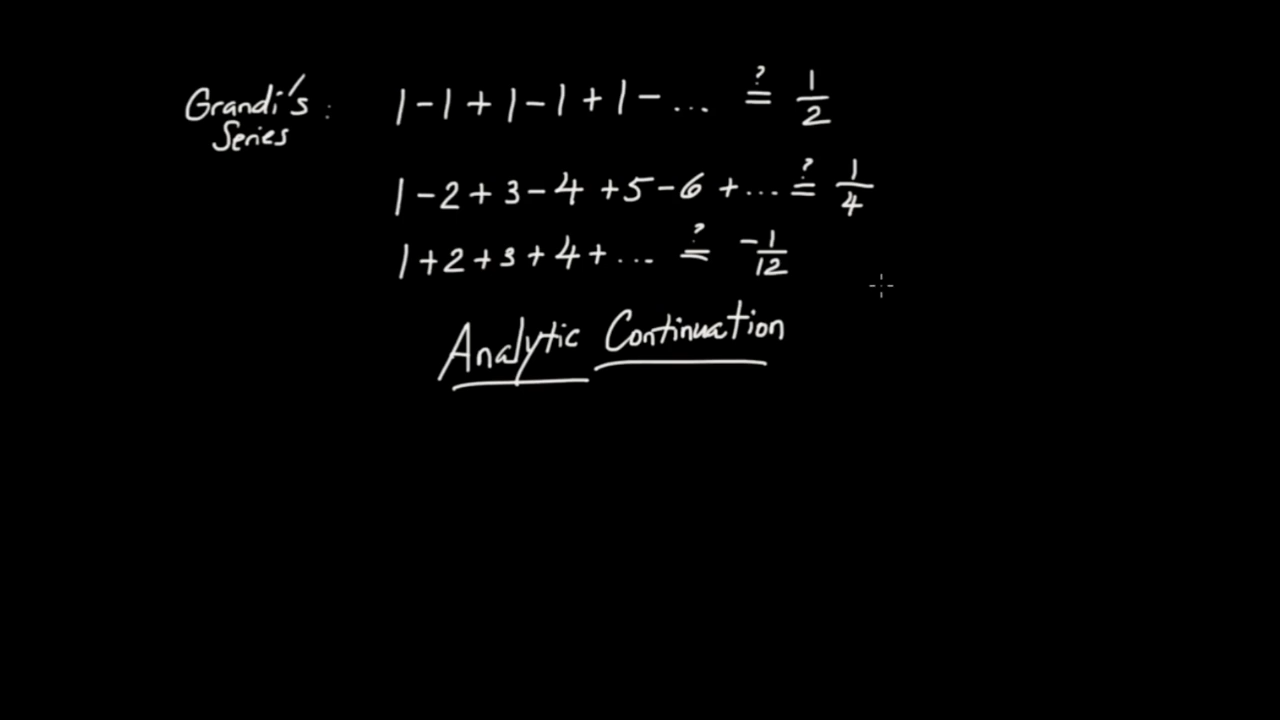 Grandi's Series : 1 - 1 + 1 - 1 + 1 - ... ?= 1/2
1 - 2 + 3 - 4 + 5 - 6 + ... ?= 1/4
1 + 2 + 3 + 4 + ... ?= -1/12
Analytic Continuation